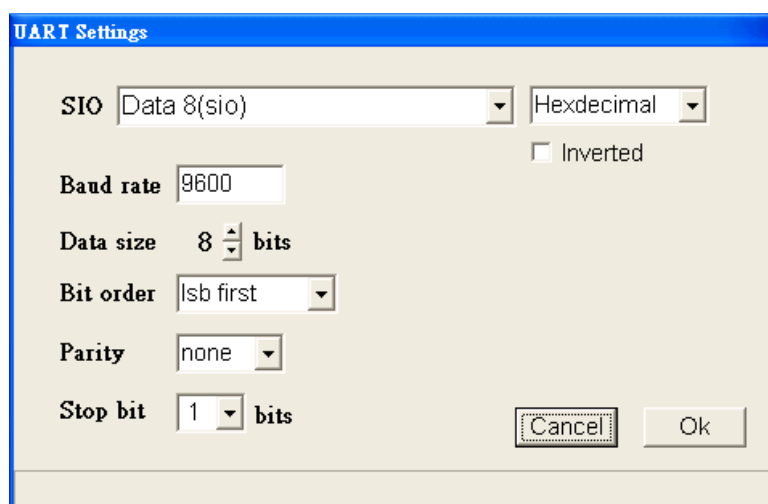 UART Settings
SIO Data 8(sio) Hexdecimal
Inverted
Baud rate 9600
Data size 8 bits
Bit order lsb first
Parity none
Stop bit 1 bits
Cancel Ok